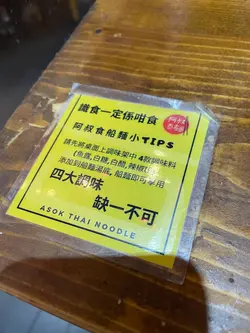 識食一定係咁食
阿叔食船麵小TIPS
請先將桌面上調味架中4款調味料
(魚露,白糖,白醋,辣椒
添加到船麵湯底,船麵即可享用
四大調味
缺一不可
ASOK THAI NOODLE